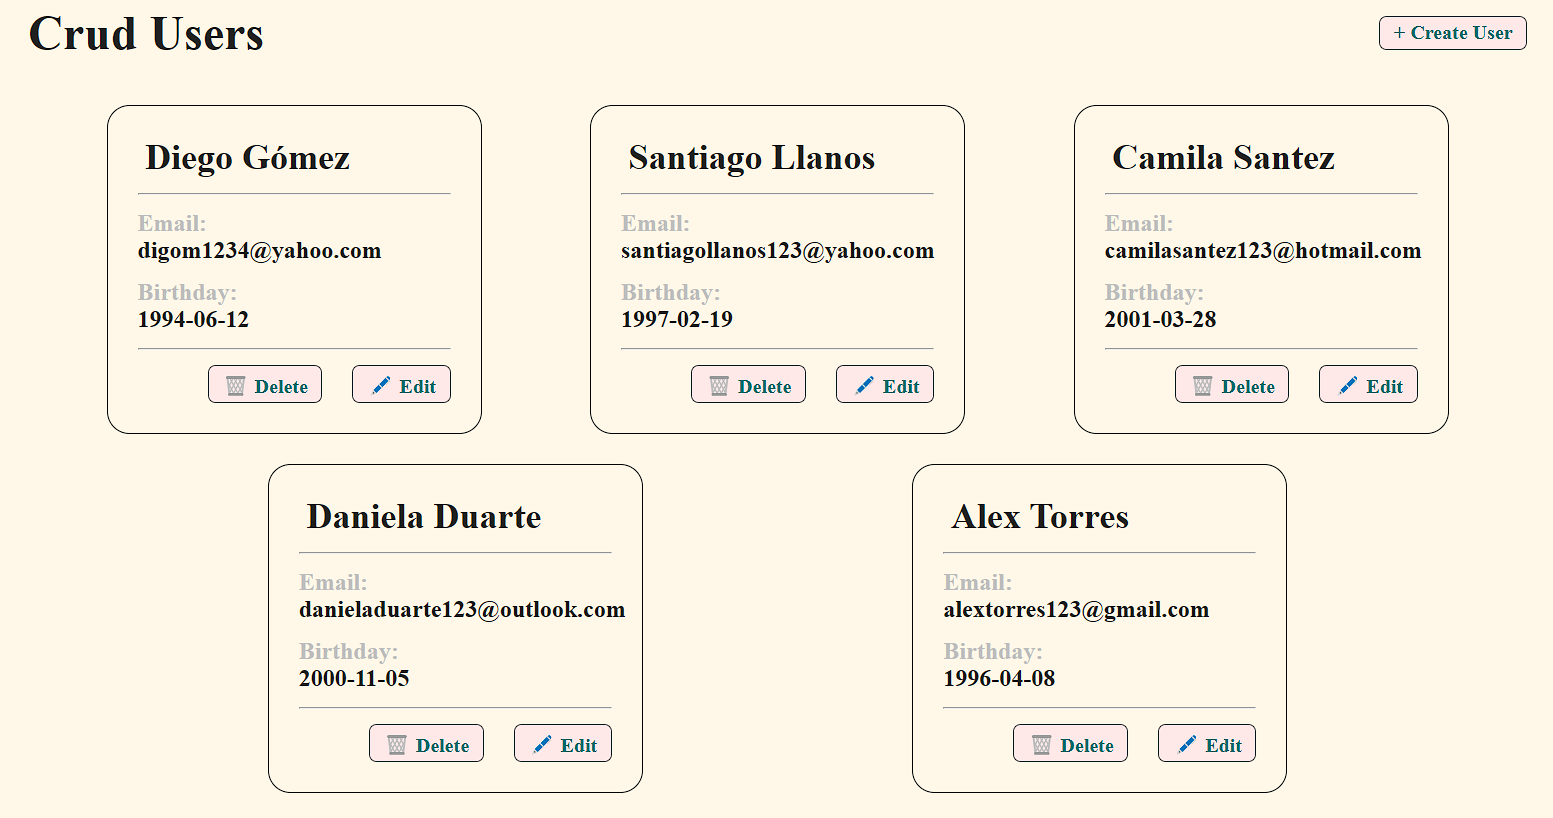 Crud Users
+ Create User
Diego Gómez
Email:
digom1234@yahoo.com
Birthday:
1994-06-12
Delete
Edit
Santiago Llanos
Email:
santiagollanos123@yahoo.com
Birthday:
1997-02-19
Delete
Edit
Camila Santez
Email:
camilasantez123@hotmail.com
Birthday:
2001-03-28
Delete
Edit
Daniela Duarte
Email:
danieladuarte123@outlook.com
Birthday:
2000-11-05
Delete
Edit
Alex Torres
Email:
alextorres123@gmail.com
Birthday:
1996-04-08
Delete
Edit